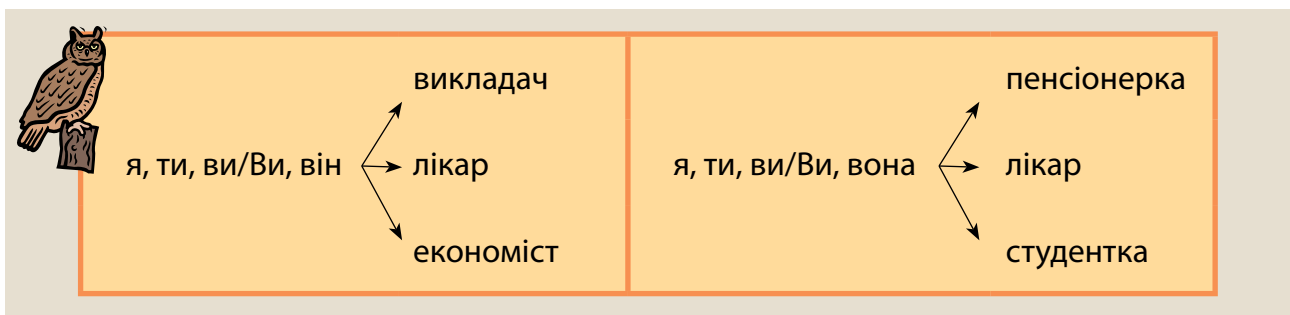 викладач
я, ти, ви/Ви, він
лікар
економіст
пенсіонерка
я, ти, ви/Ви, вона
лікар
студентка